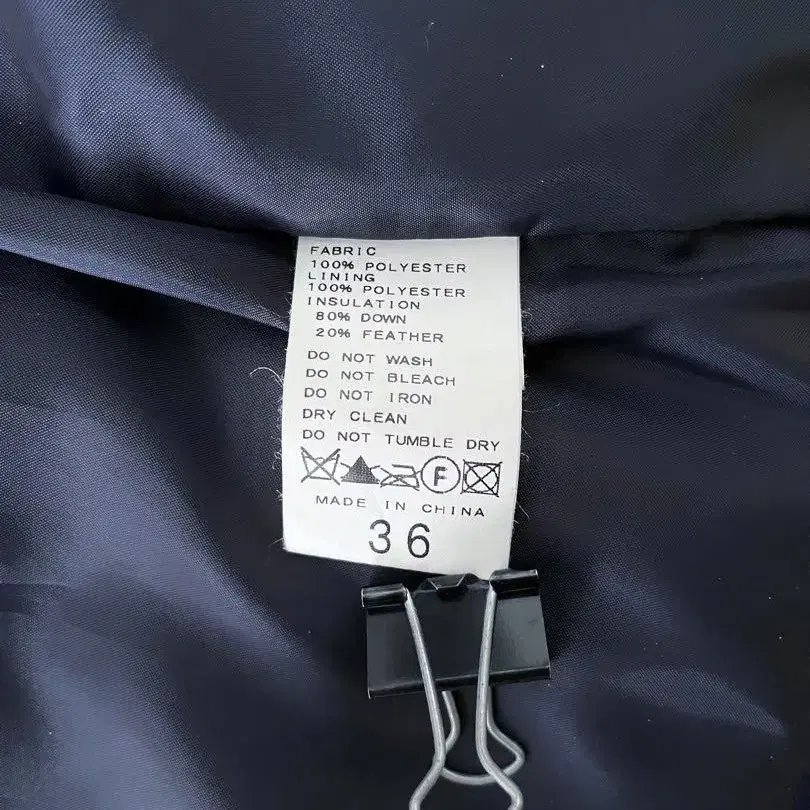 FABRIC
100% POLYESTER
LINING
100% POLYESTER
INSULATION
80% DOWN
20% FEATHER
DO NOT WASH
DO NOT BLEACH
DO NOT IRON
DRY CLEAN
DO NOT TUMBLE DRY
F
MADE IN CHINA
36